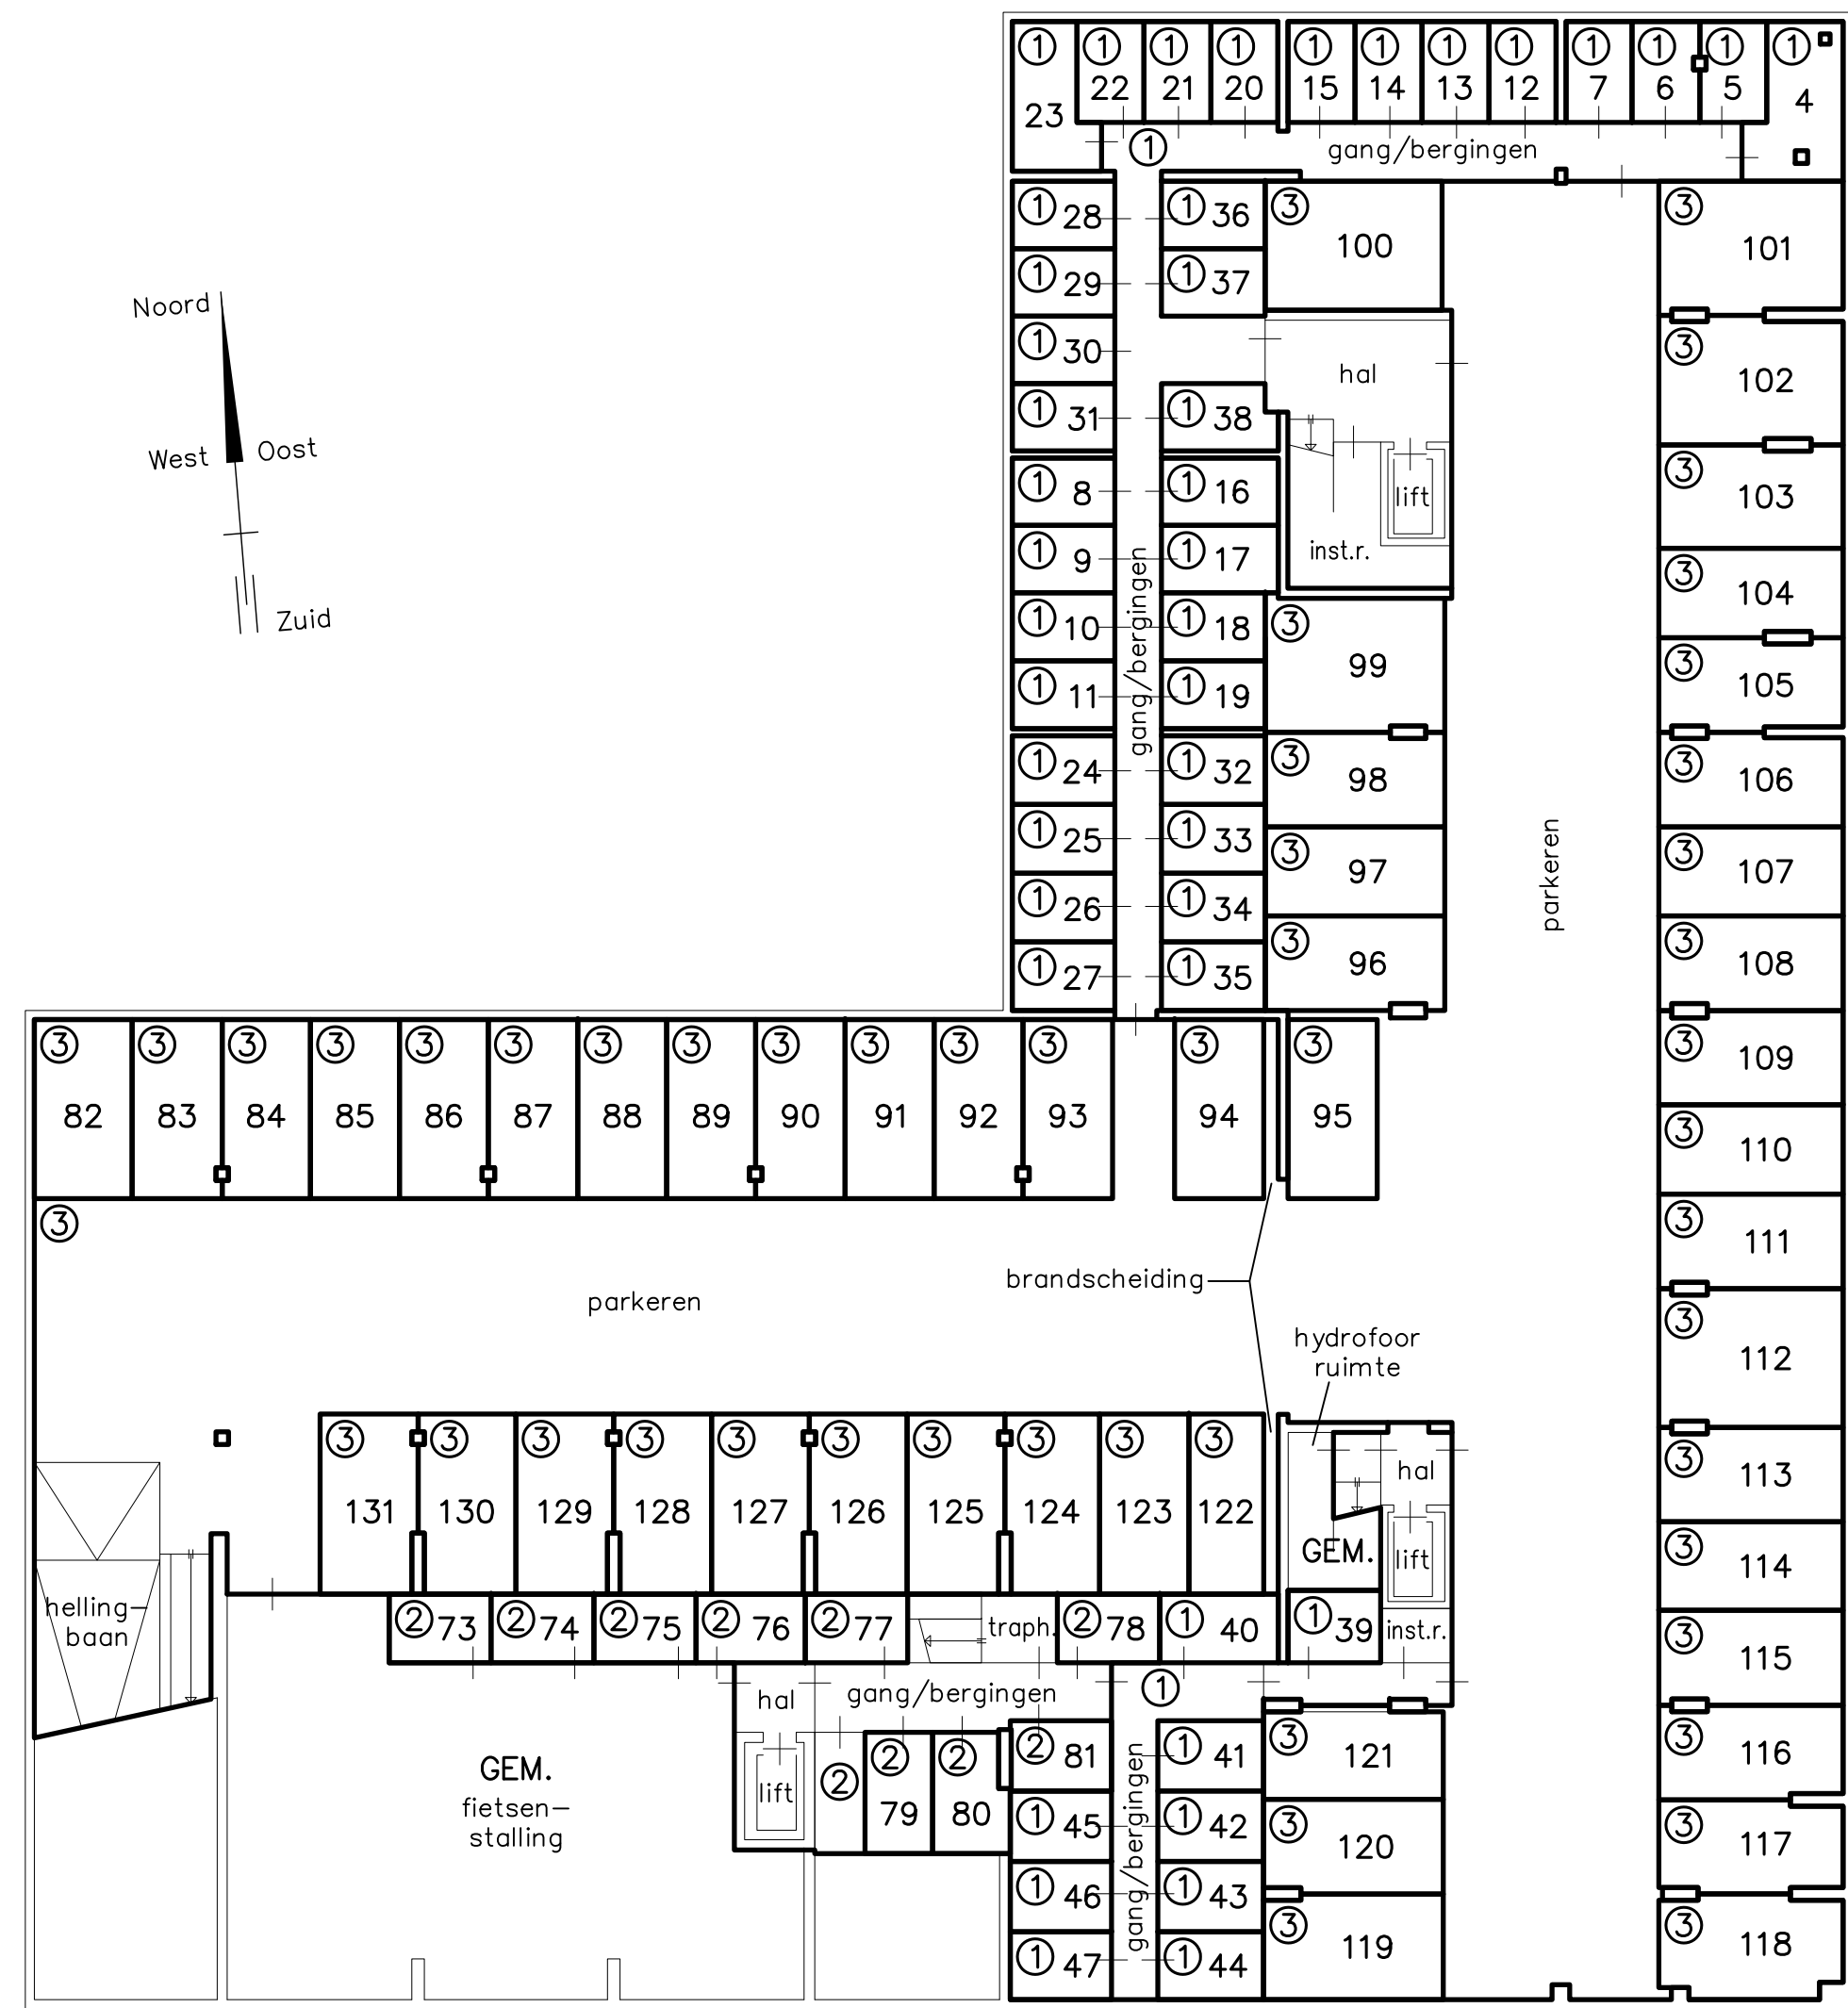 ① ① ① ① ① ① ① ① ① ① ① ①
23 22 21 20 15 14 13 12 7 6 5 4
① gang/bergingen
① 28 ① 36 ③ 100 ③ 101
① 29 ① 37
Noord
① 30
hal
③ 102
① 31 ① 38
West Oost
① 8 ① 16
lift
③ 103
① 9 ① 17
inst.r.
gang/bergingen
③ 104
Zuid
① 10 ① 18
③ 99
① 11 ① 19
③ 105
① 24 ① 32 ③ 98 ③ 106
① 25 ① 33 ③ 97 ③ 107
parkeren
① 26 ① 34 ③ 96 ③ 108
① 27 ① 35
③ ③ ③ ③ ③ ③ ③ ③ ③ ③ ③ ③ ③ ③
82 83 84 85 86 87 88 89 90 91 92 93 94 95
③ 109
③ 110
③
③ 111
brandscheiding
parkeren
hydrofoor
ruimte
③ 112
③ ③ ③ ③ ③ ③ ③ ③ ③ ③
131 130 129 128 127 126 125 124 123 122
hal
③ 113
GEM.
lift
③ 114
helling-
baan
② 73 ② 74 ② 75 ② 76 ② 77 traph. ② 78 ① 40 ① 39 inst.r.
③ 115
hal
gang/bergingen
①
GEM.
fietsen-
stalling
lift
② ② 79 ② 80
② 81 ① 41 ③ 121 ③ 116
① 45 ① 42 ③ 120 ③ 117
gang/bergingen
① 46 ① 43
① 47 ① 44 ③ 119 ③ 118